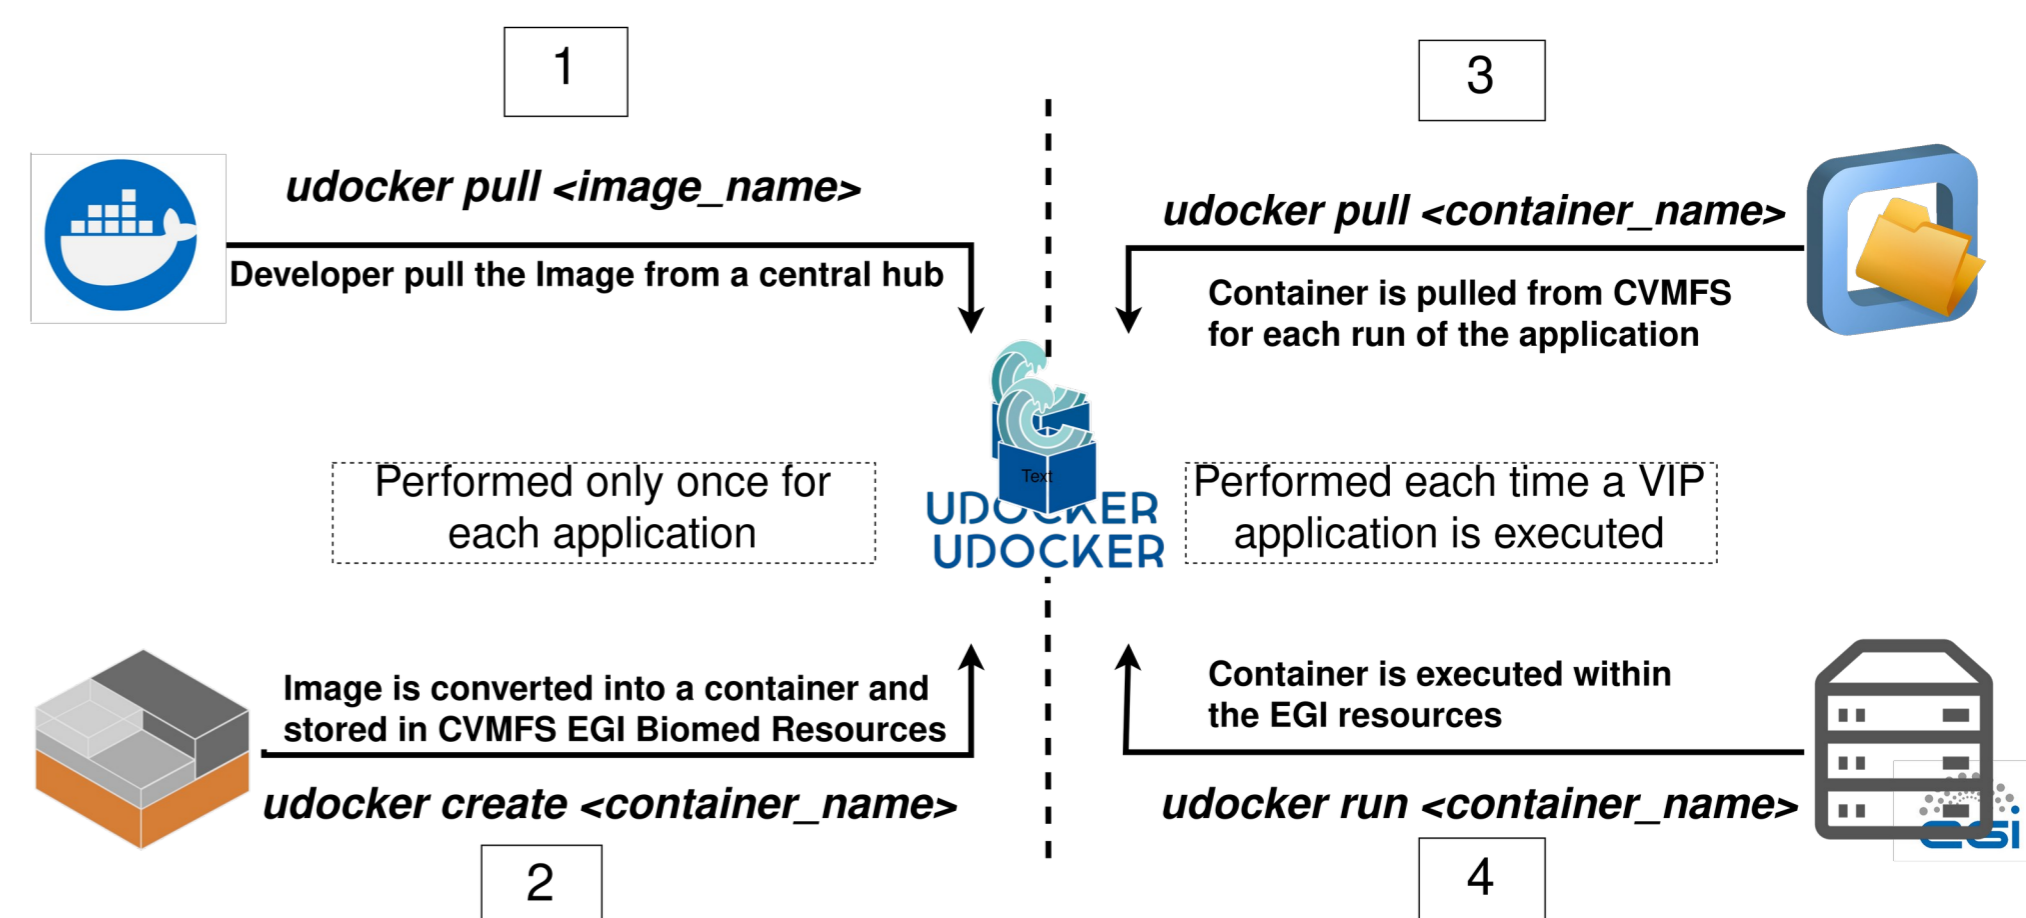 1
udocker pull <image_name>
Developer pull the Image from a central hub
3
udocker pull <container_name>
Container is pulled from CVMFS
for each run of the application
Performed only once for
each application
Text
UDOCKER
UDOCKER
Performed each time a VIP
application is executed
Image is converted into a container and
stored in CVMFS EGI Biomed Resources
udocker create <container_name>
2
Container is executed within
the EGI resources
udocker run <container_name>
eGi
4